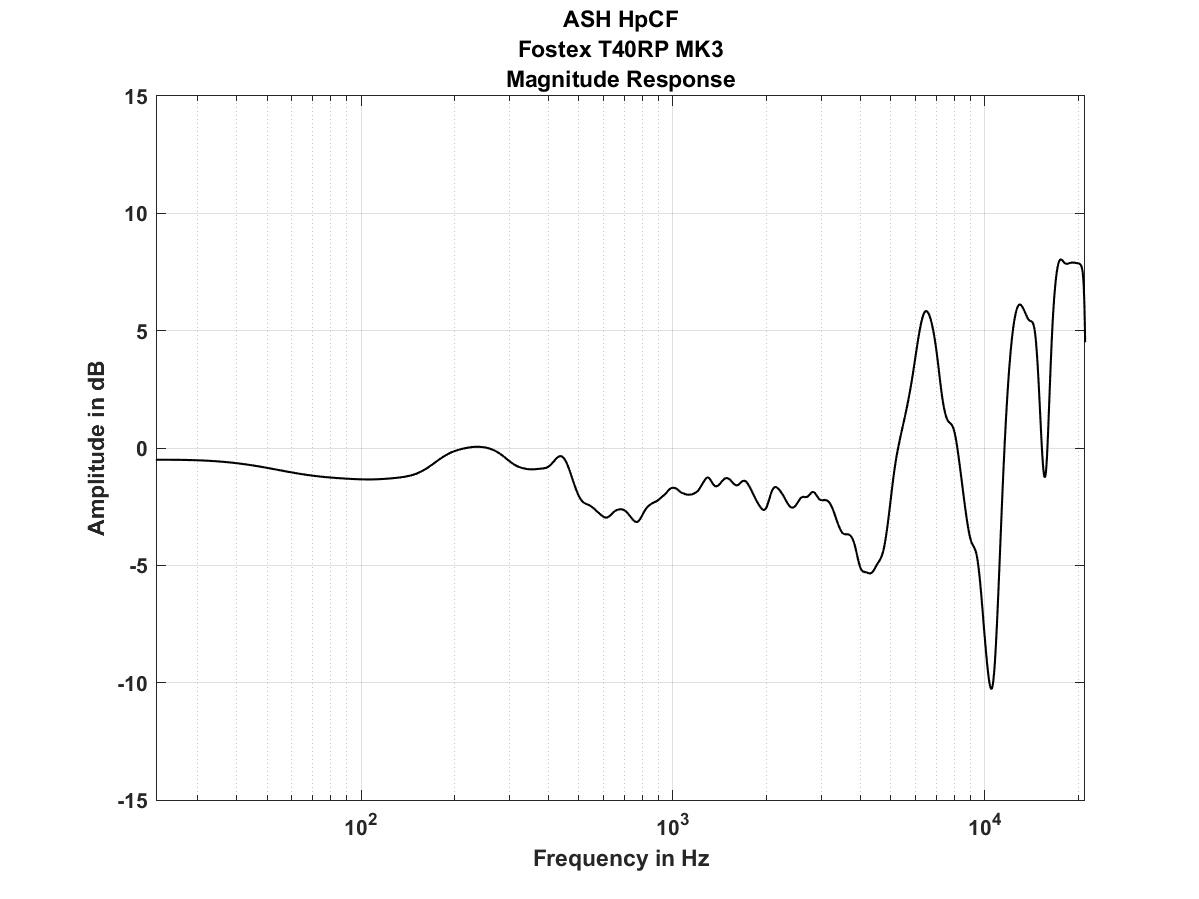 ASH HpCF
Fostex T40RP MK3
Magnitude Response
15
10
5
0
-5
-10
-15
Amplitude in dB
10²
10³
10⁴
Frequency in Hz